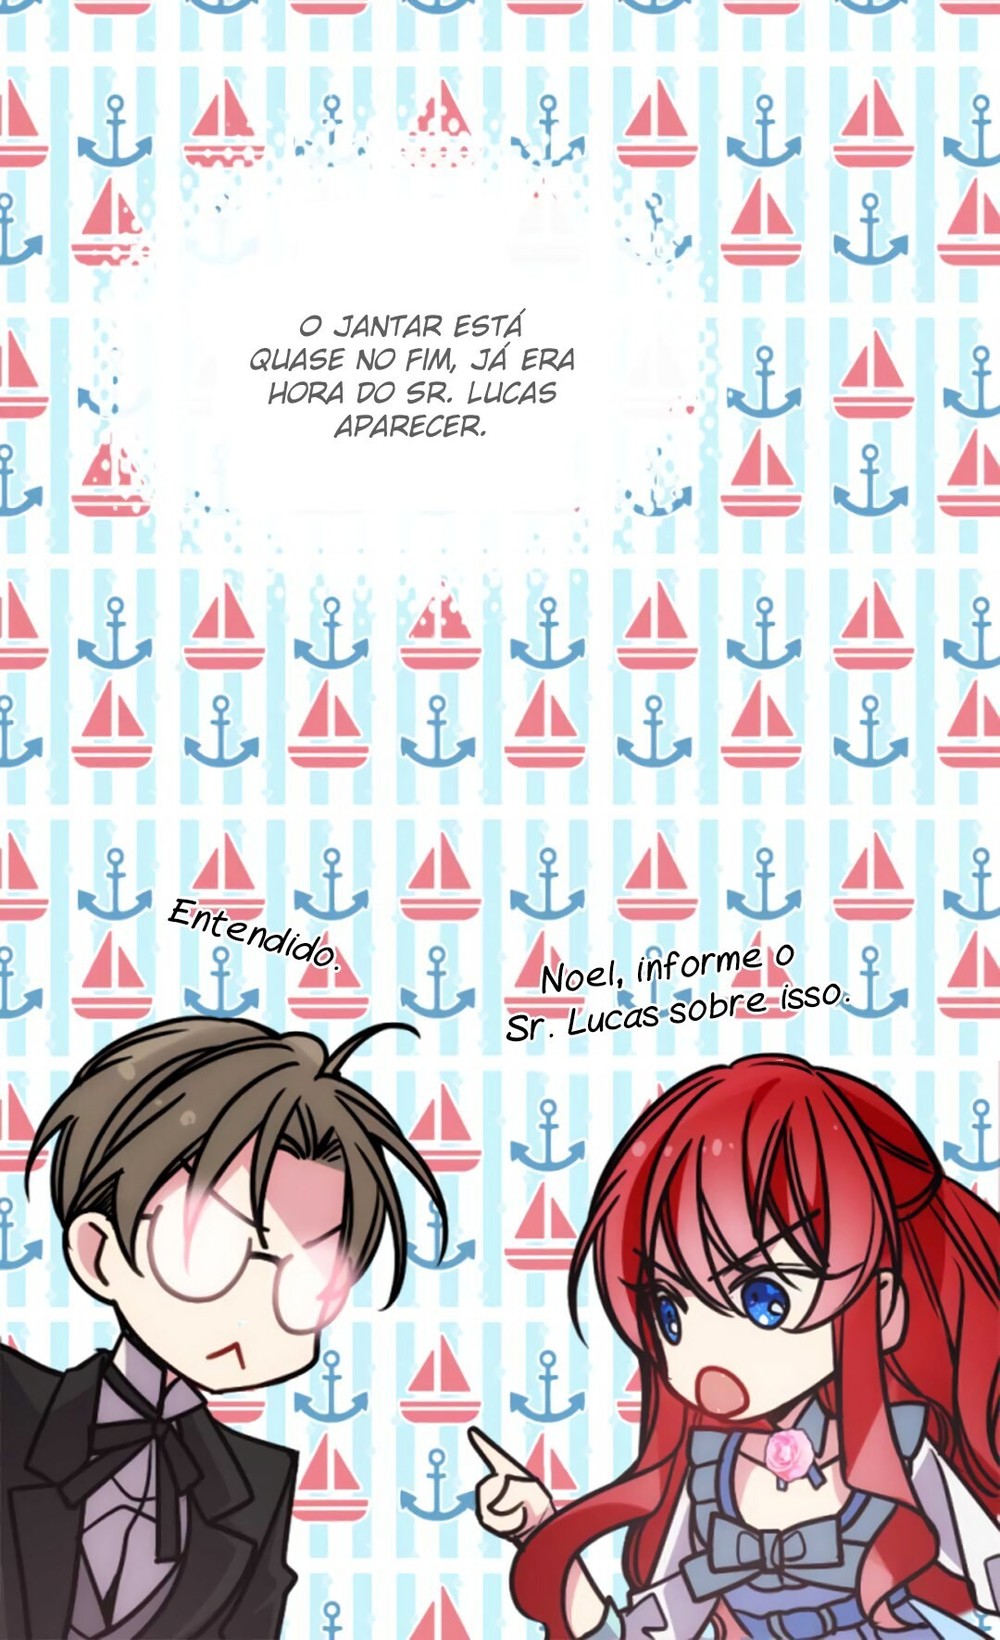 O JANTAR ESTÁ
QUASE NO FIM, JÁ ERA
HORA DO SR. LUCAS
APARECER.
Entendido.
Noel, informe o
Sr. Lucas sobre isso.